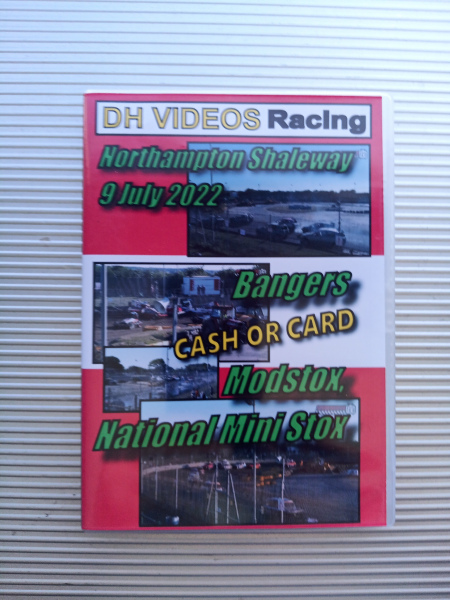 DH VIDEOS Racing
Northampton Shaleway
9 July 2022
Bangers
CASH OR CARD
Modstox,
National Mini Stox